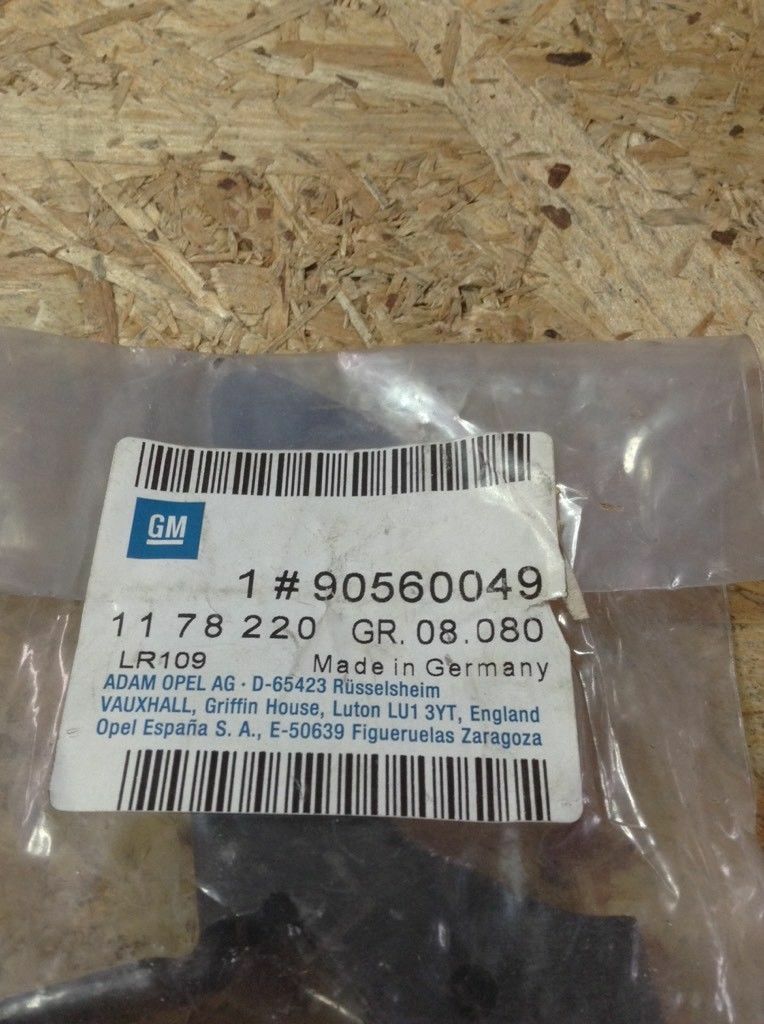 GM
1 # 90560049
11 78 220 GR. 08.080
LR109 Made in Germany
ADAM OPEL AG · D-65423 Rüsselsheim
VAUXHALL, Griffin House, Luton LU1 3YT, England
Opel España S. A., E-50639 Figueruelas Zaragoza